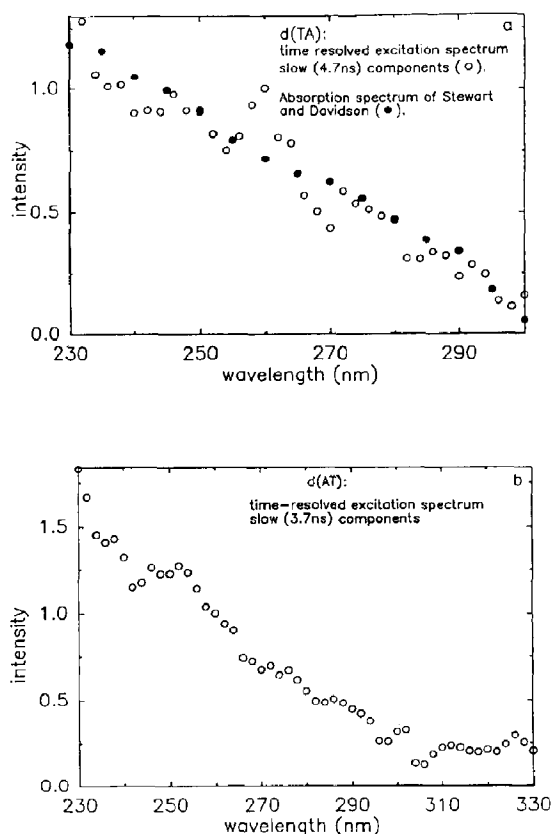 a
d(TA):
time resolved excitation spectrum
slow (4.7ns) components (○).
Absorption spectrum of Stewart
and Davidson (●).
1.0
0.5
0.0
intensity
230
250
270
290
wavelength (nm)
b
d(AT):
time-resolved excitation spectrum
slow (3.7ns) components
1.5
1.0
0.5
0.0
intensity
230
250
270
290
310
330
wavelength (nm)